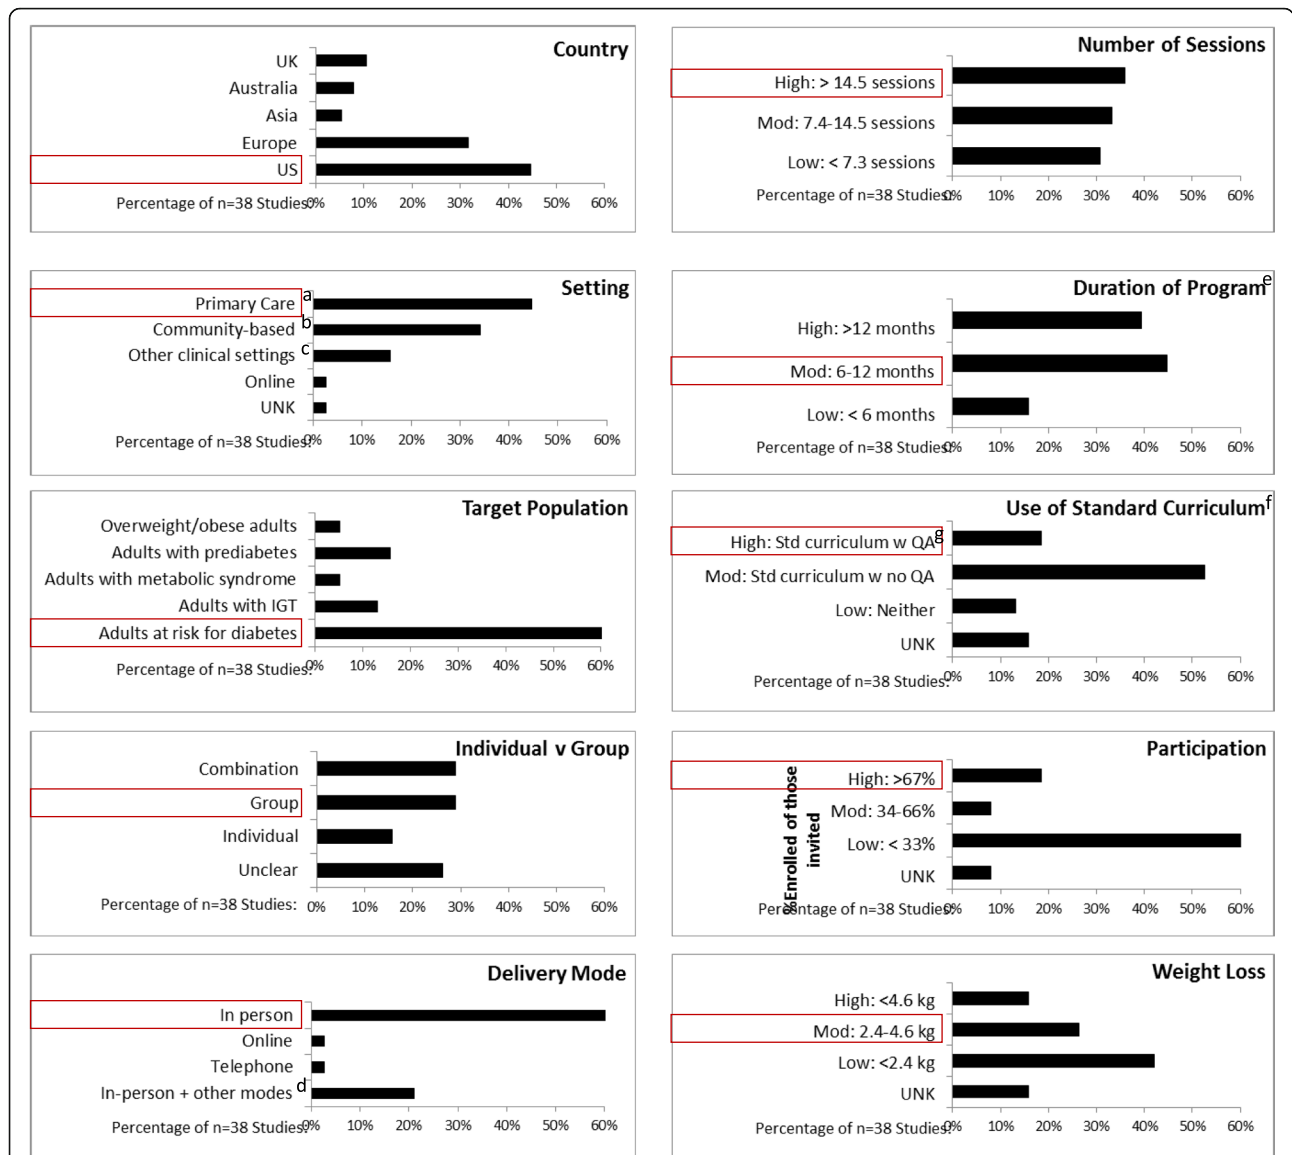 Country
UK
Australia
Asia
Europe
US
Percentage of n=38 Studies:
0% 10% 20% 30% 40% 50% 60%
Number of Sessions
High: > 14.5 sessions
Mod: 7.4-14.5 sessions
Low: < 7.3 sessions
Percentage of n=38 Studies:
0% 10% 20% 30% 40% 50% 60%
Setting
Primary Care a
Community-based b
Other clinical settings c
Online
UNK
Percentage of n=38 Studies:
0% 10% 20% 30% 40% 50% 60%
Duration of Program e
High: >12 months
Mod: 6-12 months
Low: < 6 months
Percentage of n=38 Studies:
0% 10% 20% 30% 40% 50% 60%
Target Population
Overweight/obese adults
Adults with prediabetes
Adults with metabolic syndrome
Adults with IGT
Adults at risk for diabetes
Percentage of n=38 Studies:
0% 10% 20% 30% 40% 50% 60%
Use of Standard Curriculum f
High: Std curriculum w QA g
Mod: Std curriculum w no QA
Low: Neither
UNK
Percentage of n=38 Studies:
0% 10% 20% 30% 40% 50% 60%
Individual v Group
Combination
Group
Individual
Unclear
Percentage of n=38 Studies:
0% 10% 20% 30% 40% 50% 60%
Participation
%Enrolled of those
invited
High: >67%
Mod: 34-66%
Low: < 33%
UNK
Percentage of n=38 Studies:
0% 10% 20% 30% 40% 50% 60%
Delivery Mode
In person
Online
Telephone
In-person + other modes d
Percentage of n=38 Studies:
0% 10% 20% 30% 40% 50% 60%
Weight Loss
High: <4.6 kg
Mod: 2.4-4.6 kg
Low: <2.4 kg
UNK
Percentage of n=38 Studies:
0% 10% 20% 30% 40% 50% 60%